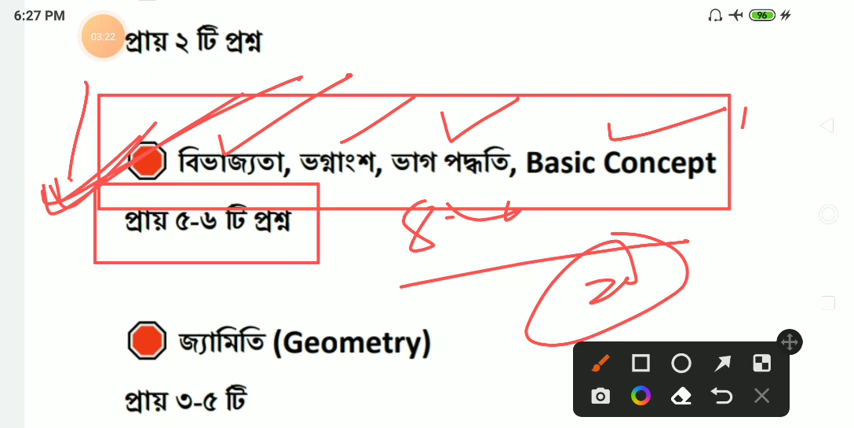 6:27 PM
96
03:22
প্রায় ২ টি প্রশ্ন
বিভাজ্যতা, ভগ্নাংশ, ভাগ পদ্ধতি, Basic Concept
প্রায় ৫-৬ টি প্রশ্ন
জ্যামিতি (Geometry)
প্রায় ৩-৫ টি